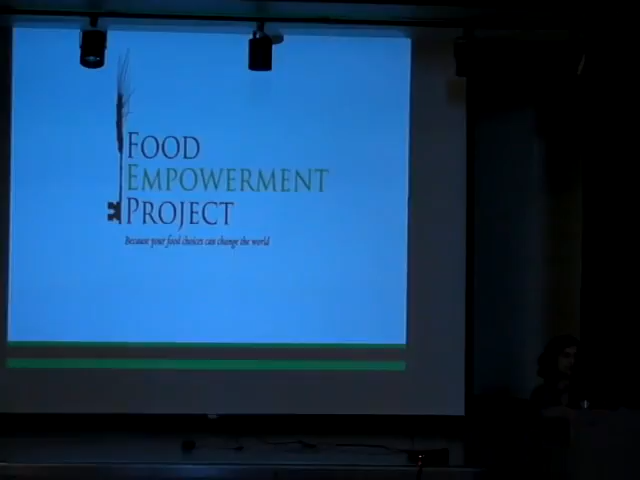 FOOD
EMPOWERMENT
PROJECT
Because your food choices can change the world